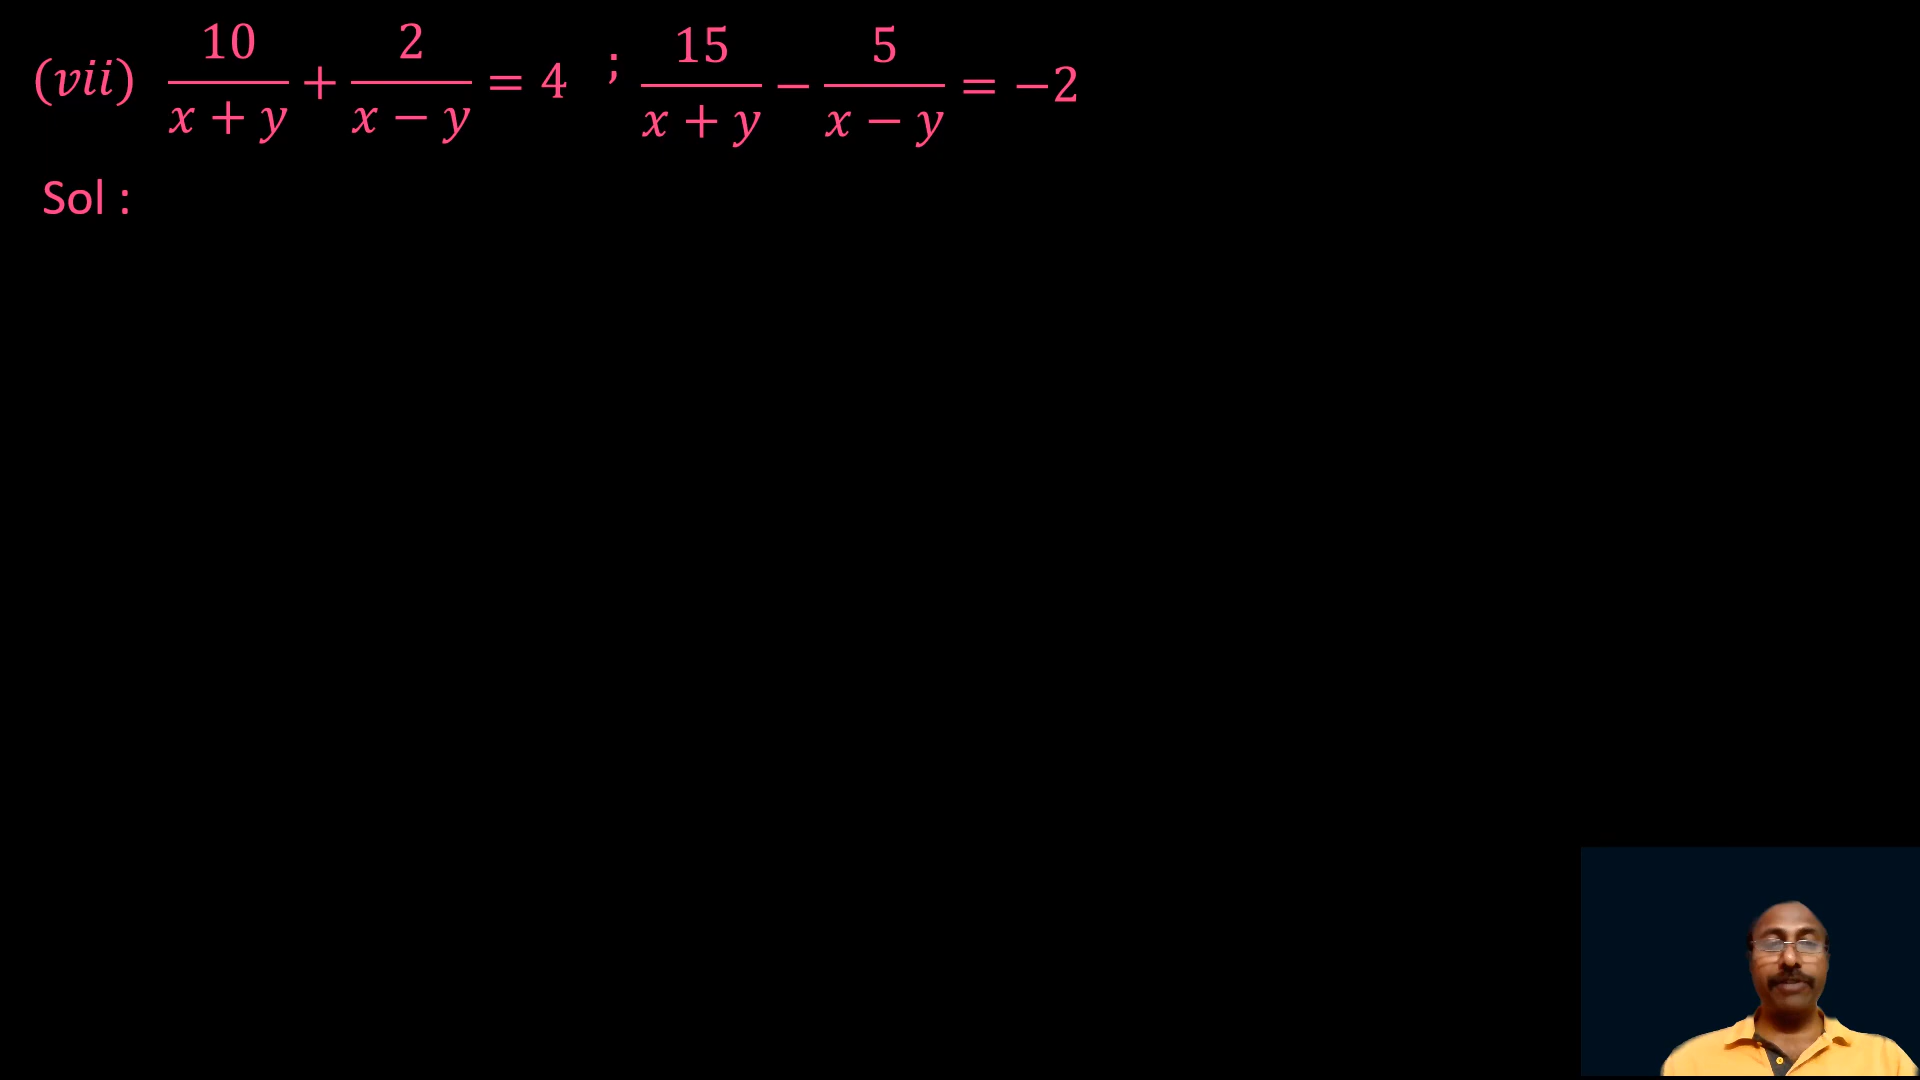 (vii) 10/(x + y) + 2/(x − y) = 4 ; 15/(x + y) − 5/(x − y) = −2
Sol :